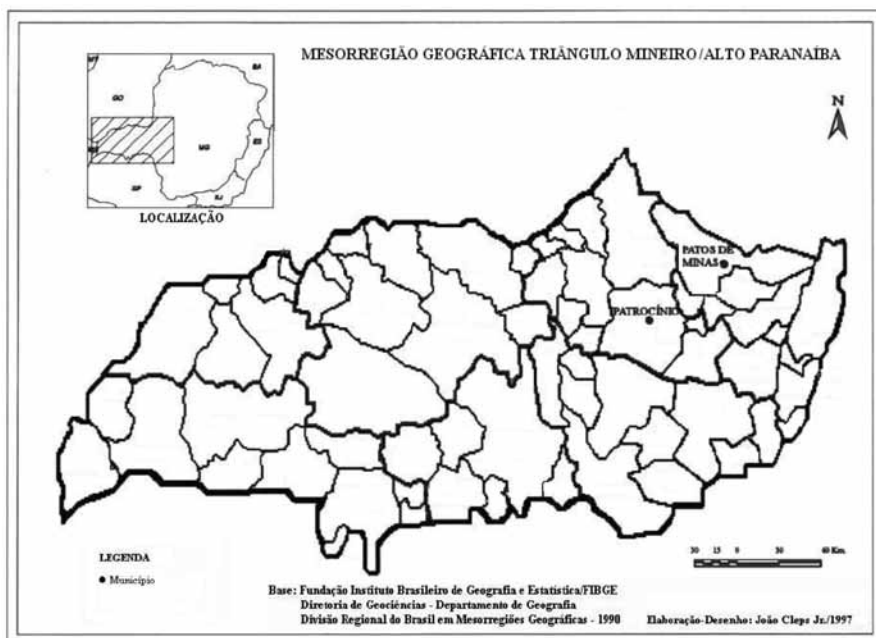 MESORREGIÃO GEOGRÁFICA TRIÂNGULO MINEIRO/ALTO PARANAÍBA
MT
BA
GO
MG
ES
SP
RJ
LOCALIZAÇÃO
N
PATOS DE
MINAS
PATROCÍNIO
LEGENDA
Município
30 15 0 30 60 Km.
Base: Fundação Instituto Brasileiro de Geografia e Estatística/FIBGE
Diretoria de Geociências - Departamento de Geografia
Divisão Regional do Brasil em Mesorregiões Geográficas - 1990
Elaboração-Desenho: João Cleps Jr./1997